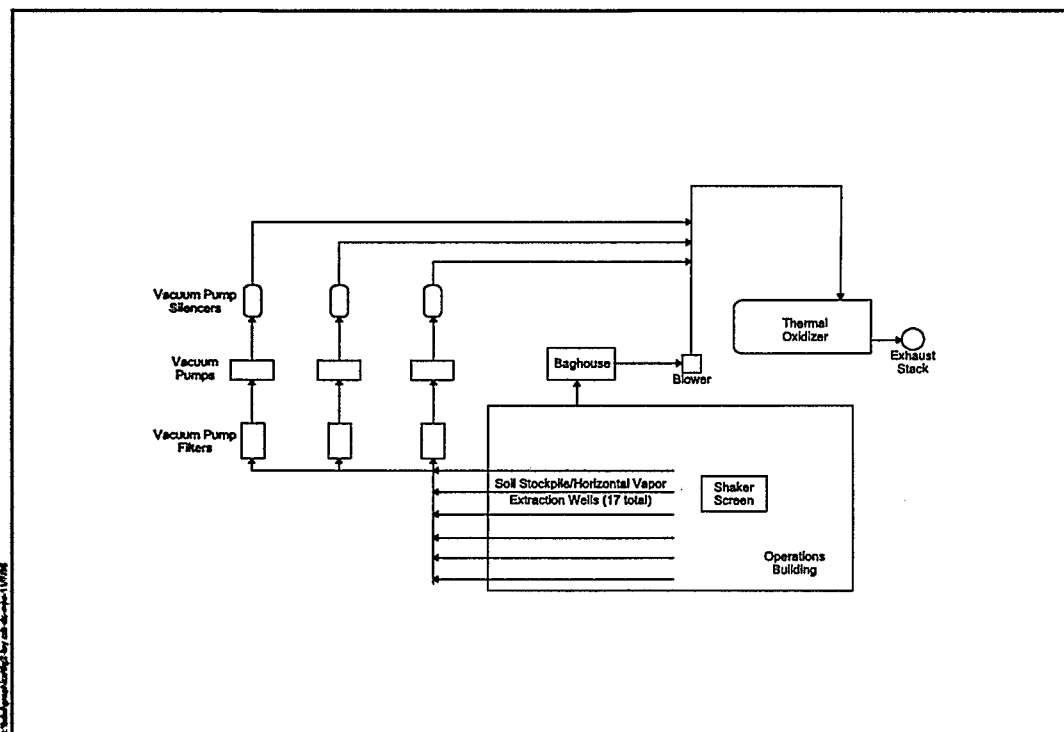 Vacuum Pump
Silencers
Thermal
Oxidizer
Vacuum
Pumps
Baghouse
Exhaust
Stack
Blower
Vacuum Pump
Filters
Soil Stockpile/Horizontal Vapor
Extraction Wells (17 total)
Shaker
Screen
Operations
Building